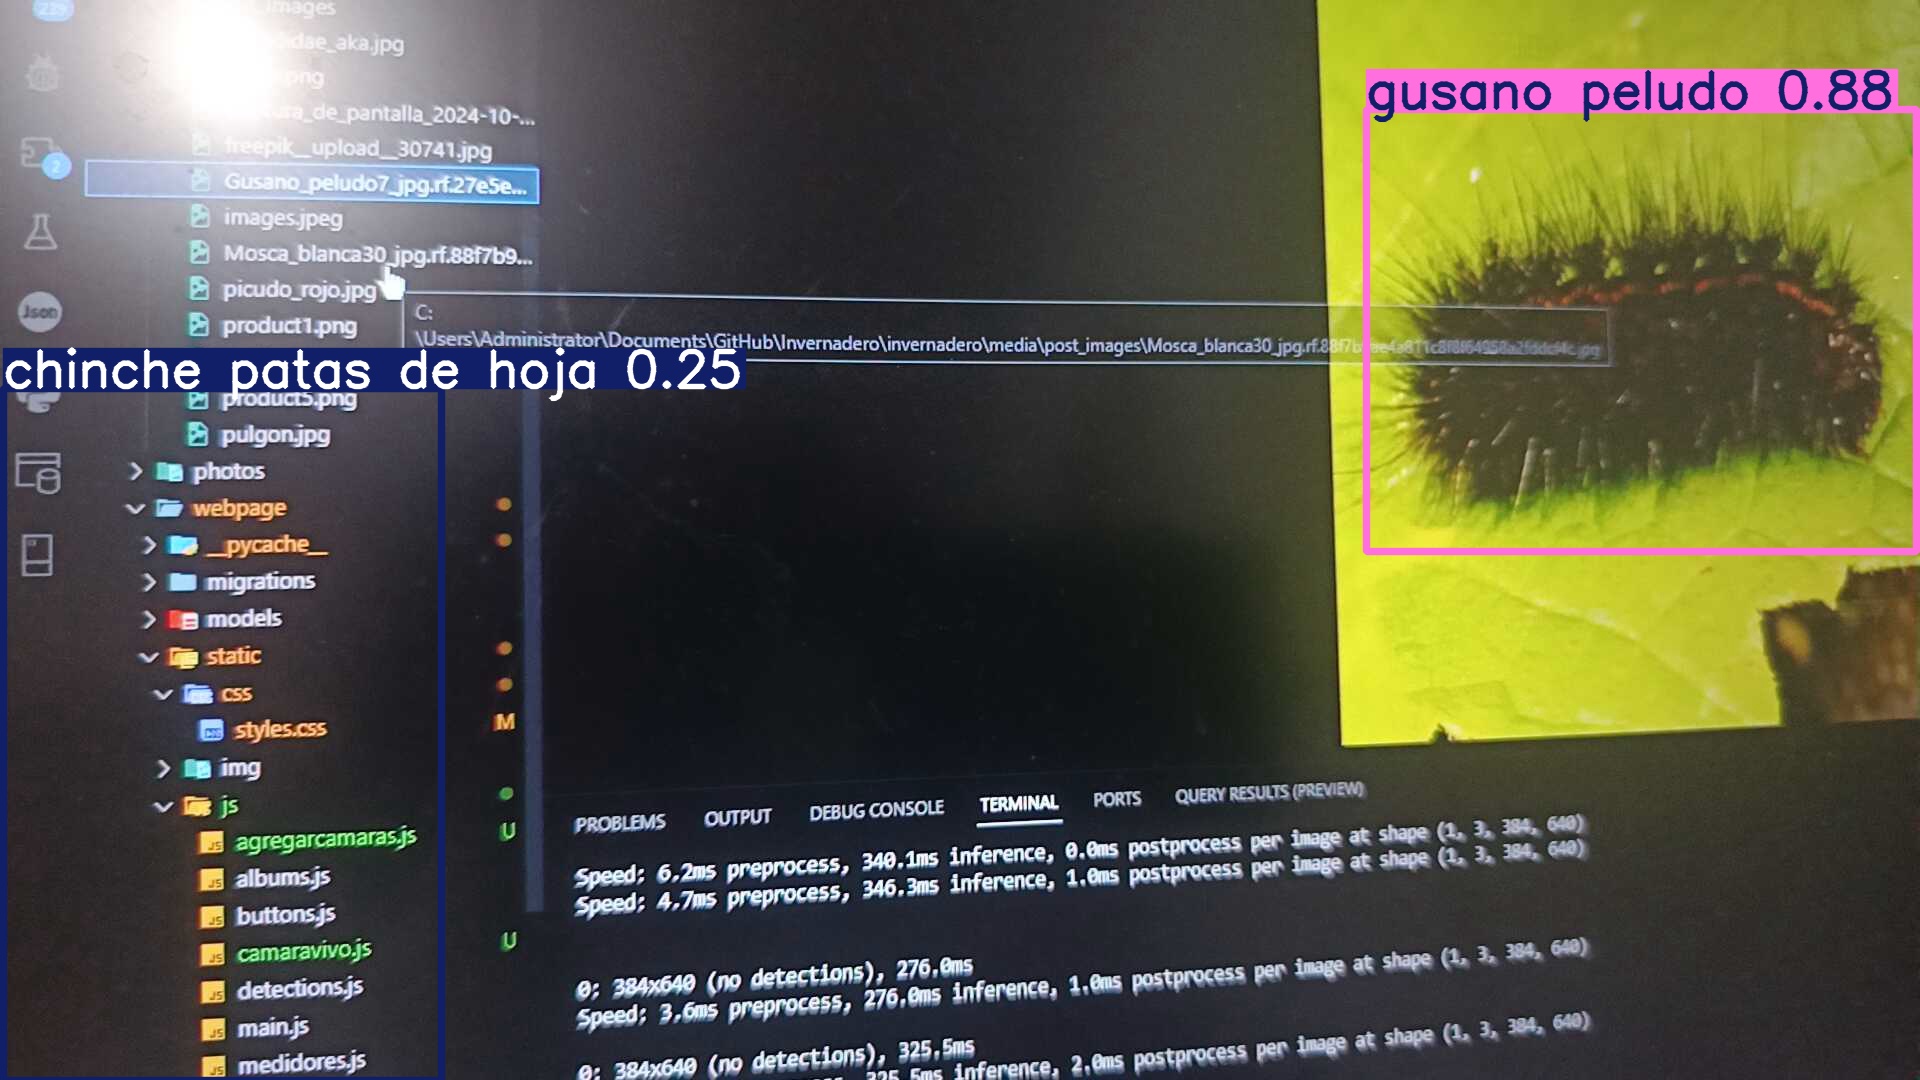 229
images
idae_aka.jpg
.png
ra_de_pantalla_2024-10-...
freepik__upload__30741.jpg
2
Gusano_peludo7_jpg.rf.27e5e...
images.jpeg
Mosca_blanca30_jpg.rf.88f7b9...
picudo_rojo.jpg
Json
product1.png
C:
\Users\Administrator\Documents\GitHub\Invernadero\invernadero\media\post_images\Mosca_blanca30_jpg.rf.
gusano peludo 0.88
chinche patas de hoja 0.25
product5.png
pulgon.jpg
photos
webpage
__pycache__
migrations
models
static
css
styles.css M
img
js
agregarcamaras.js U
albums.js
buttons.js
camaravivo.js U
detections.js
main.js
medidores.js
PROBLEMS OUTPUT DEBUG CONSOLE TERMINAL PORTS QUERY RESULTS (PREVIEW)
Speed: 6.2ms preprocess, 340.1ms inference, 0.0ms postprocess per image at shape (1, 3, 384, 640)
Speed: 4.7ms preprocess, 346.3ms inference, 1.0ms postprocess per image at shape (1, 3, 384, 640)
0: 384x640 (no detections), 276.0ms
Speed: 3.6ms preprocess, 276.0ms inference, 1.0ms postprocess per image at shape (1, 3, 384, 640)
0: 384x640 (no detections), 325.5ms
325.5ms inference, 2.0ms postprocess per image at shape (1, 3, 384, 640)